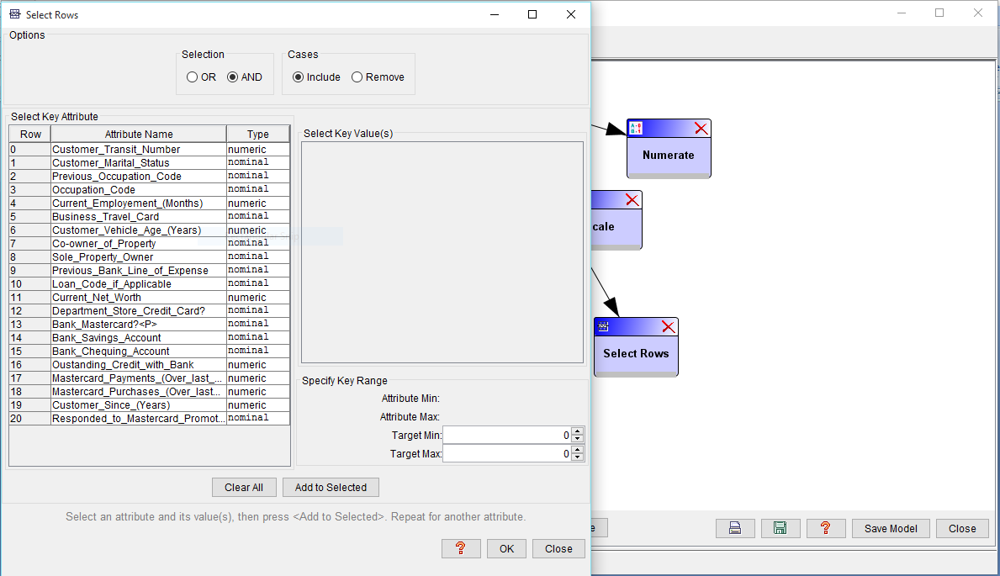 Select Rows
Options
Selection
OR AND
Cases
Include Remove
Select Key Attribute
Row Attribute Name Type
0 Customer_Transit_Number numeric
1 Customer_Marital_Status nominal
2 Previous_Occupation_Code nominal
3 Occupation_Code nominal
4 Current_Employement_(Months) numeric
5 Business_Travel_Card nominal
6 Customer_Vehicle_Age_(Years) numeric
7 Co-owner_of_Property nominal
8 Sole_Property_Owner nominal
9 Previous_Bank_Line_of_Expense nominal
10 Loan_Code_if_Applicable nominal
11 Current_Net_Worth numeric
12 Department_Store_Credit_Card? nominal
13 Bank_Mastercard?<P> nominal
14 Bank_Savings_Account nominal
15 Bank_Chequing_Account nominal
16 Oustanding_Credit_with_Bank numeric
17 Mastercard_Payments_(Over_last_... numeric
18 Mastercard_Purchases_(Over_last... numeric
19 Customer_Since_(Years) numeric
20 Responded_to_Mastercard_Promot... nominal
Select Key Value(s)
Specify Key Range
Attribute Min:
Attribute Max:
Target Min: 0
Target Max: 0
Clear All Add to Selected
Select an attribute and its value(s), then press <Add to Selected>. Repeat for another attribute.
? OK Close
Numerate
cale
Select Rows
e ? Save Model Close